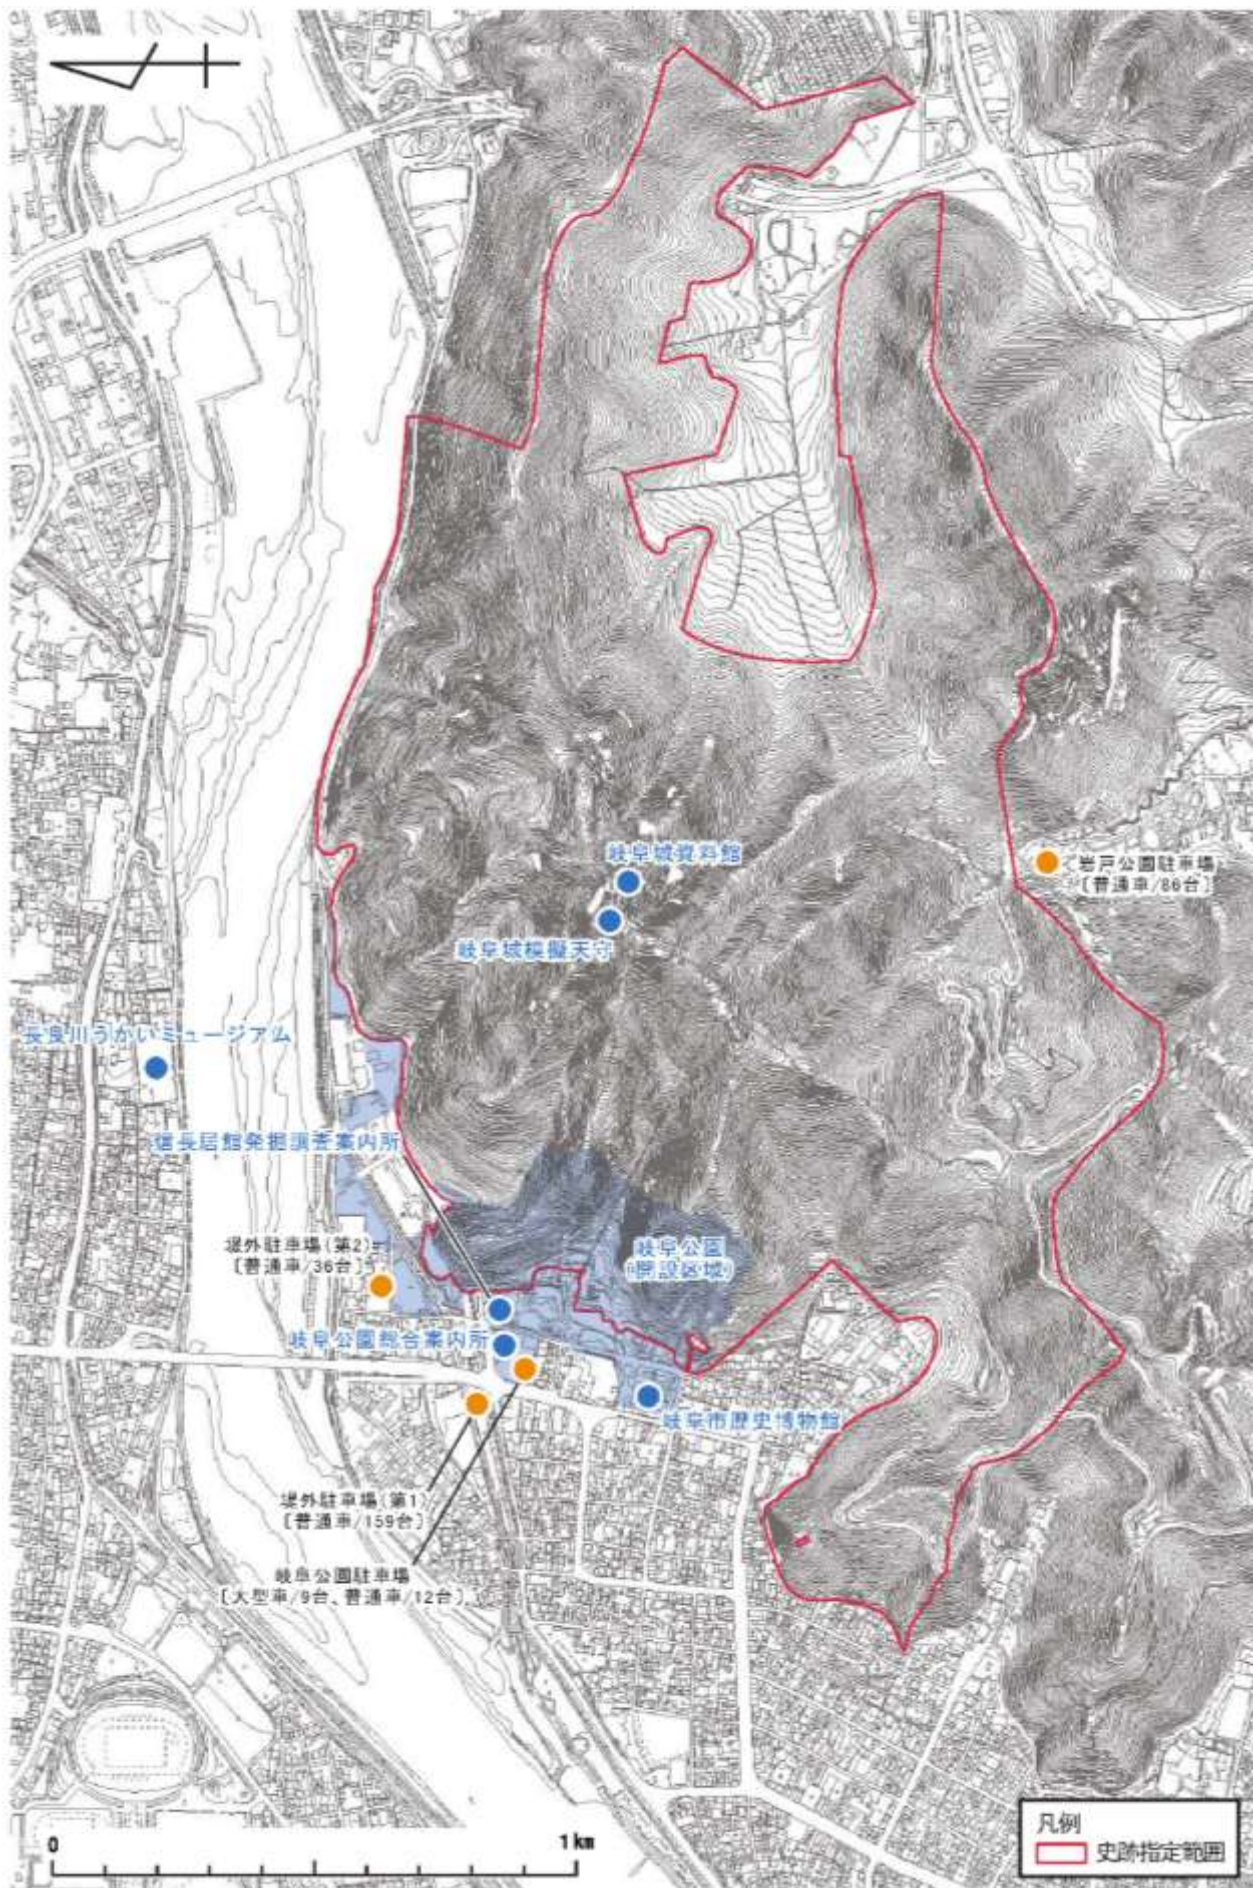 岐阜城資料館
岐阜城模擬天守
岩戸公園駐車場
[普通車/86台]
長良川うかいミュージアム
信長居館発掘調査案内所
堤外駐車場(第2)
[普通車/36台]
岐阜公園
(開設区域)
岐阜公園総合案内所
岐阜市歴史博物館
堤外駐車場(第1)
[普通車/159台]
岐阜公園駐車場
[大型車/9台、普通車/12台]
0
1km
凡例
史跡指定範囲